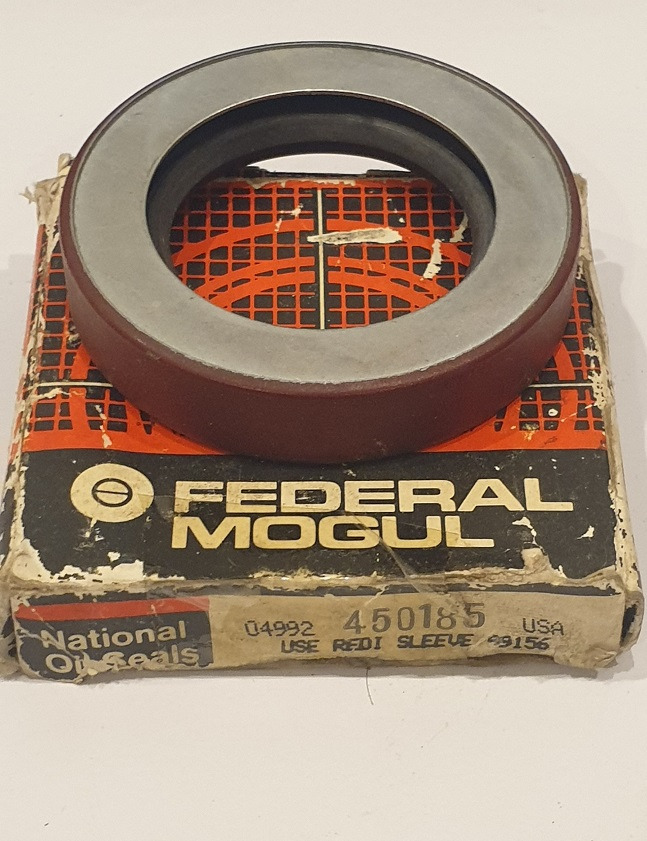 FEDERAL
MOGUL
National
Oil Seals
04992 450185 USA
USE REDI SLEEVE 99156